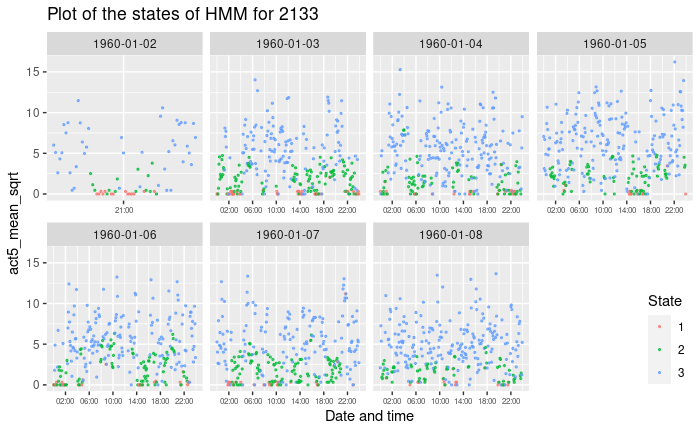 Plot of the states of HMM for 2133
1960-01-02 1960-01-03 1960-01-04 1960-01-05
15
10
5
0
21:00 02:00 06:00 10:00 14:00 18:00 22:00 02:00 06:00 10:00 14:00 18:00 22:00 02:00 06:00 10:00 14:00 18:00 22:00
act5_mean_sqrt
1960-01-06 1960-01-07 1960-01-08
15
10
5
0
02:00 06:00 10:00 14:00 18:00 22:00 02:00 06:00 10:00 14:00 18:00 22:00 02:00 06:00 10:00 14:00 18:00 22:00
Date and time
State
1
2
3